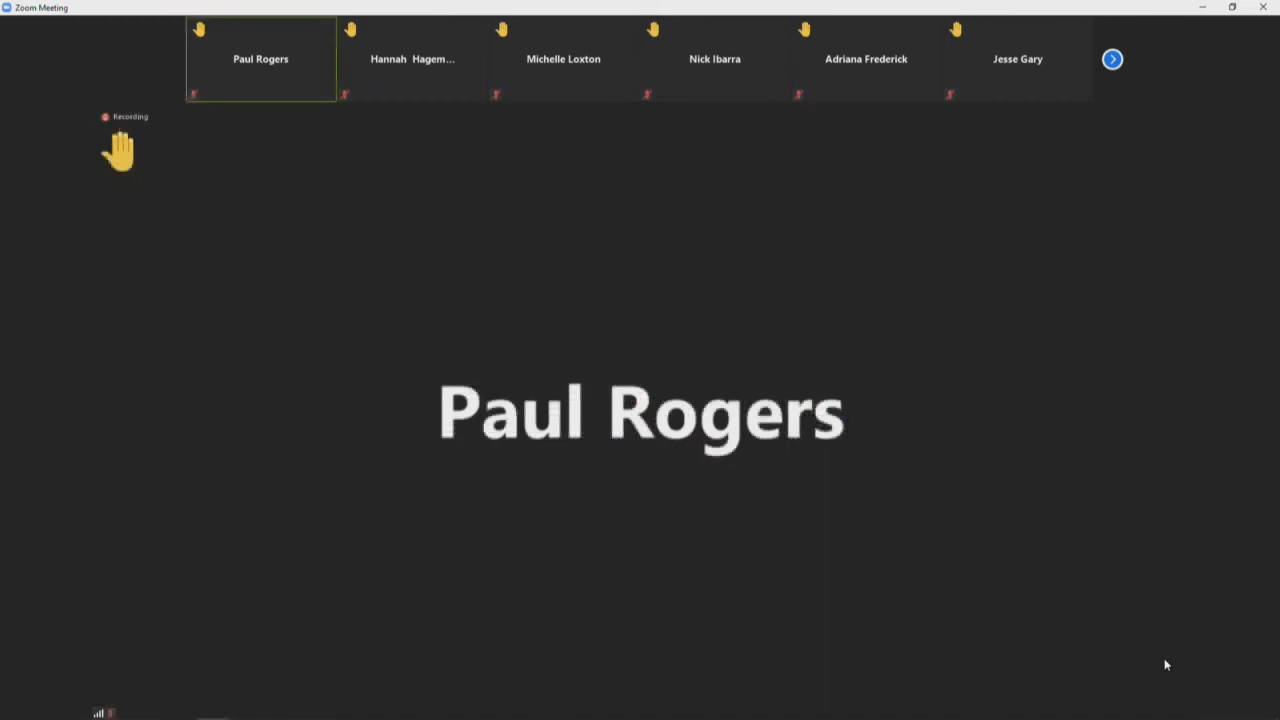 Zoom Meeting
Paul Rogers
Hannah Hagem...
Michelle Loxton
Nick Ibarra
Adriana Frederick
Jesse Gary
Recording
Paul Rogers